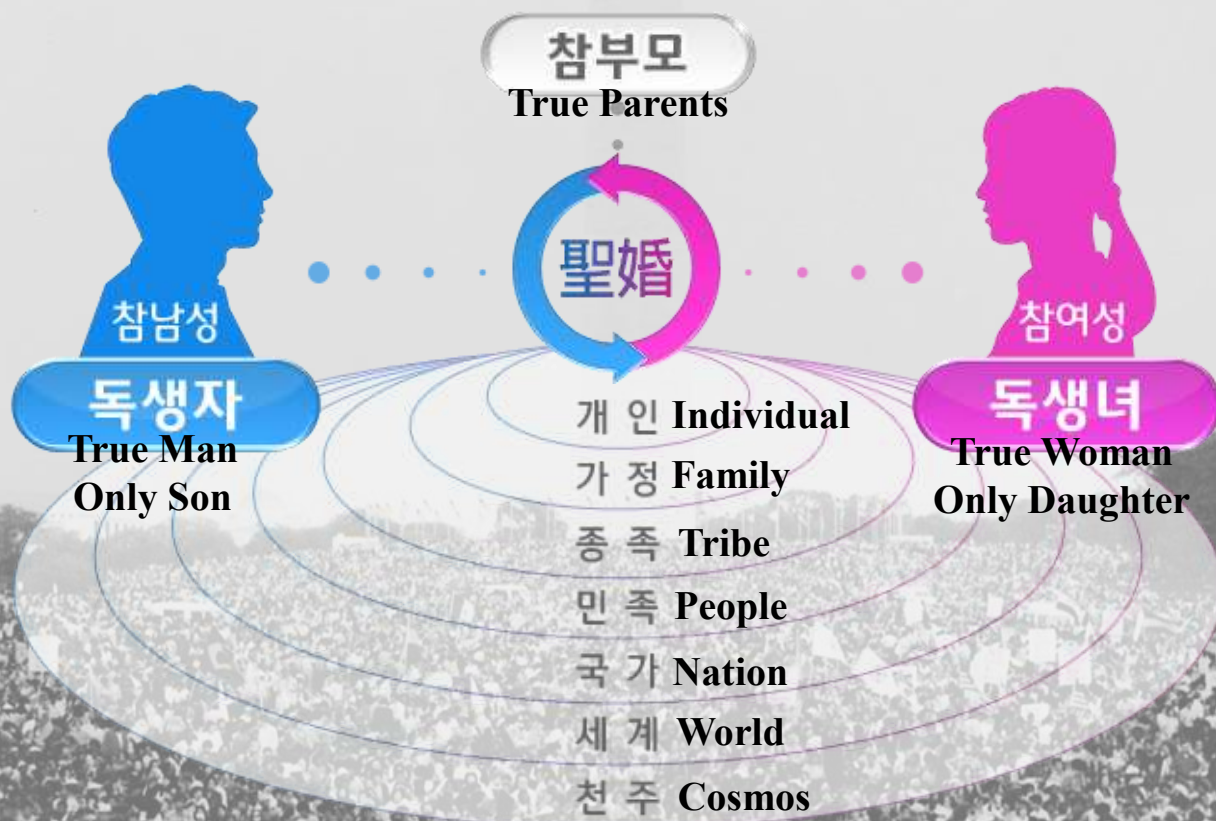 참부모
True Parents
聖婚
참남성
독생자
True Man
Only Son
참여성
독생녀
True Woman
Only Daughter
개 인 Individual
가 정 Family
종 족 Tribe
민 족 People
국 가 Nation
세 계 World
천 주 Cosmos